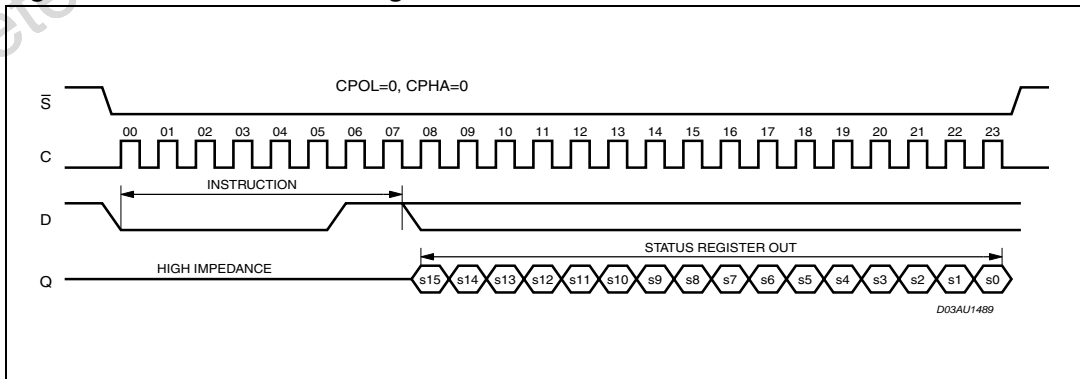 CPOL=0, CPHA=0
S
00 01 02 03 04 05 06 07 08 09 10 11 12 13 14 15 16 17 18 19 20 21 22 23
C
INSTRUCTION
D
STATUS REGISTER OUT
HIGH IMPEDANCE
Q
s15 s14 s13 s12 s11 s10 s9 s8 s7 s6 s5 s4 s3 s2 s1 s0
D03AU1489